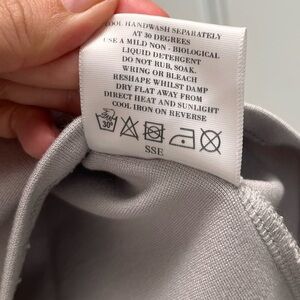 COOL HANDWASH SEPARATELY
AT 30 DEGREES
USE A MILD NON - BIOLOGICAL
LIQUID DETERGENT
DO NOT RUB, SOAK,
WRING OR BLEACH
RESHAPE WHILST DAMP
DRY FLAT AWAY FROM
DIRECT HEAT AND SUNLIGHT
COOL IRON ON REVERSE
30°
SSE